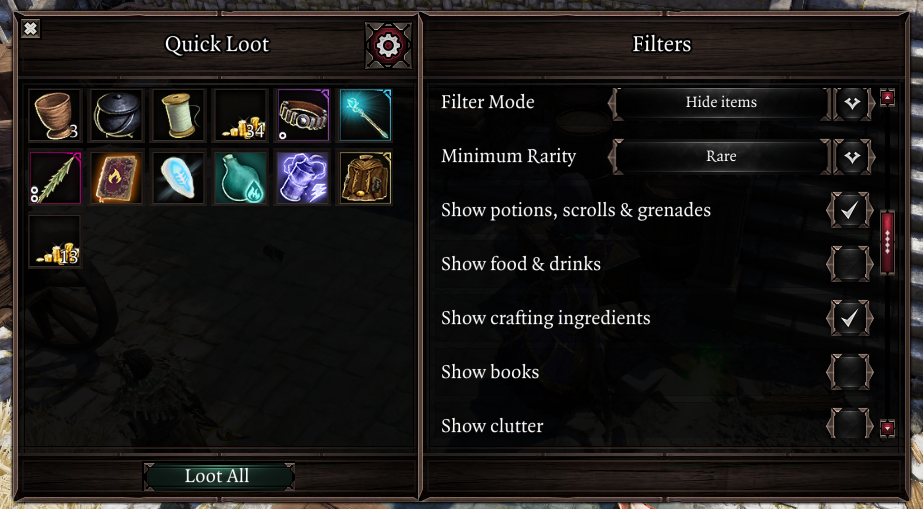 Quick Loot
3
34
13
Loot All
Filters
Filter Mode
Hide items
Minimum Rarity
Rare
Show potions, scrolls & grenades
Show food & drinks
Show crafting ingredients
Show books
Show clutter